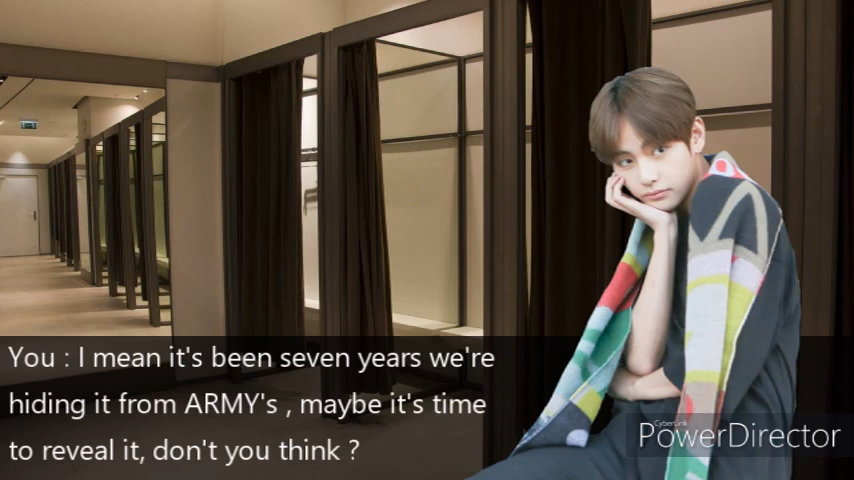 You : I mean it's been seven years we're
hiding it from ARMY's , maybe it's time
to reveal it, don't you think ?
CyberLink
PowerDirector